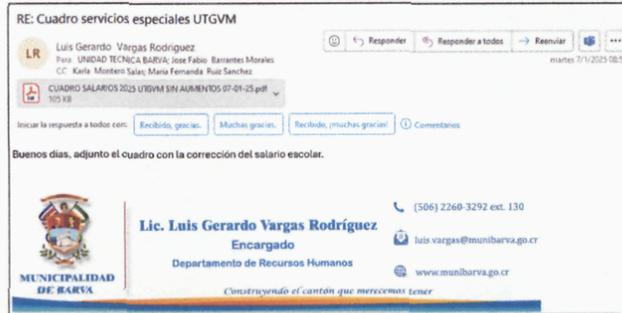 RE: Cuadro servicios especiales UTGVM
LR
Luis Gerardo Vargas Rodriguez
Para UNIDAD TECNICA BARVA; Jose Fabio Barrantes Morales
CC Karla Montero Salas; Maria Fernanda Ruiz Sanchez
Responder
Responder a todos
Reenviar
martes 7/1/2025 08:5
CUADRO SALARIOS 2025 UTGVM SIN AUMENTOS 07-01-25.pdf
105 KB
Iniciar la respuesta a todos con:
Recibido, gracias.
Muchas gracias.
Recibido, ¡muchas gracias!
Comentarios
Buenos días, adjunto el cuadro con la corrección del salario escolar.
MUNICIPALIDAD
DE BARVA
Lic. Luis Gerardo Vargas Rodríguez
Encargado
Departamento de Recursos Humanos
(506) 2260-3292 ext. 130
luis.vargas@munibarva.go.cr
www.munibarva.go.cr
Construyendo el cantón que merecemos tener